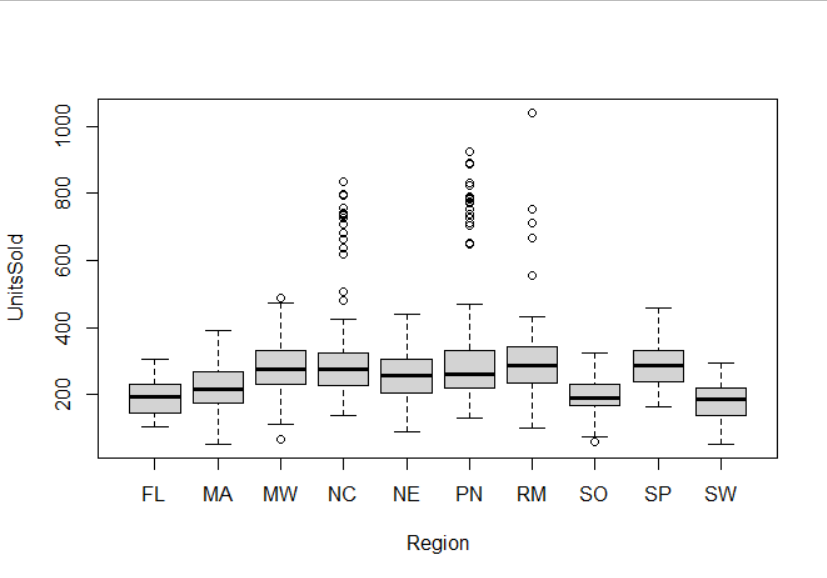 1000
800
600
400
200
UnitsSold
FL MA MW NC NE PN RM SO SP SW
Region